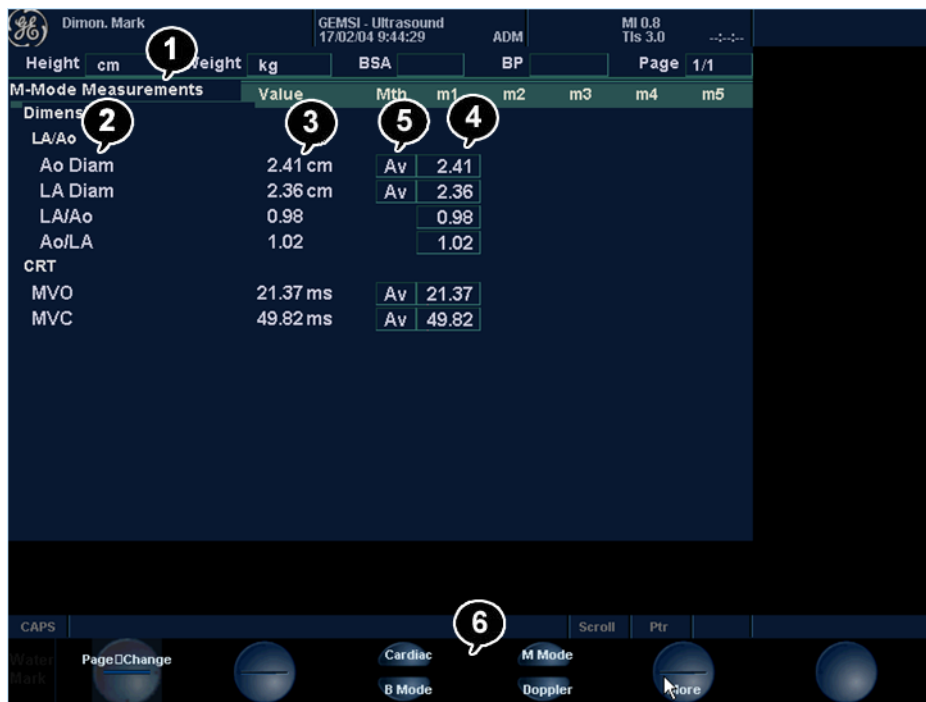 Dimon. Mark GEMSI - Ultrasound MI 0.8
17/02/04 9:44:29 ADM TIs 3.0 --:--:--
1
Height cm Weight kg BSA BP Page 1/1
M-Mode Measurements Value Mth m1 m2 m3 m4 m5
2 3 5 4
LA/Ao
Ao Diam 2.41 cm Av 2.41
LA Diam 2.36 cm Av 2.36
LA/Ao 0.98 0.98
Ao/LA 1.02 1.02
CRT
MVO 21.37 ms Av 21.37
MVC 49.82 ms Av 49.82
6
CAPS Scroll Ptr
Water Page□Change Cardiac M Mode
Mark B Mode Doppler More